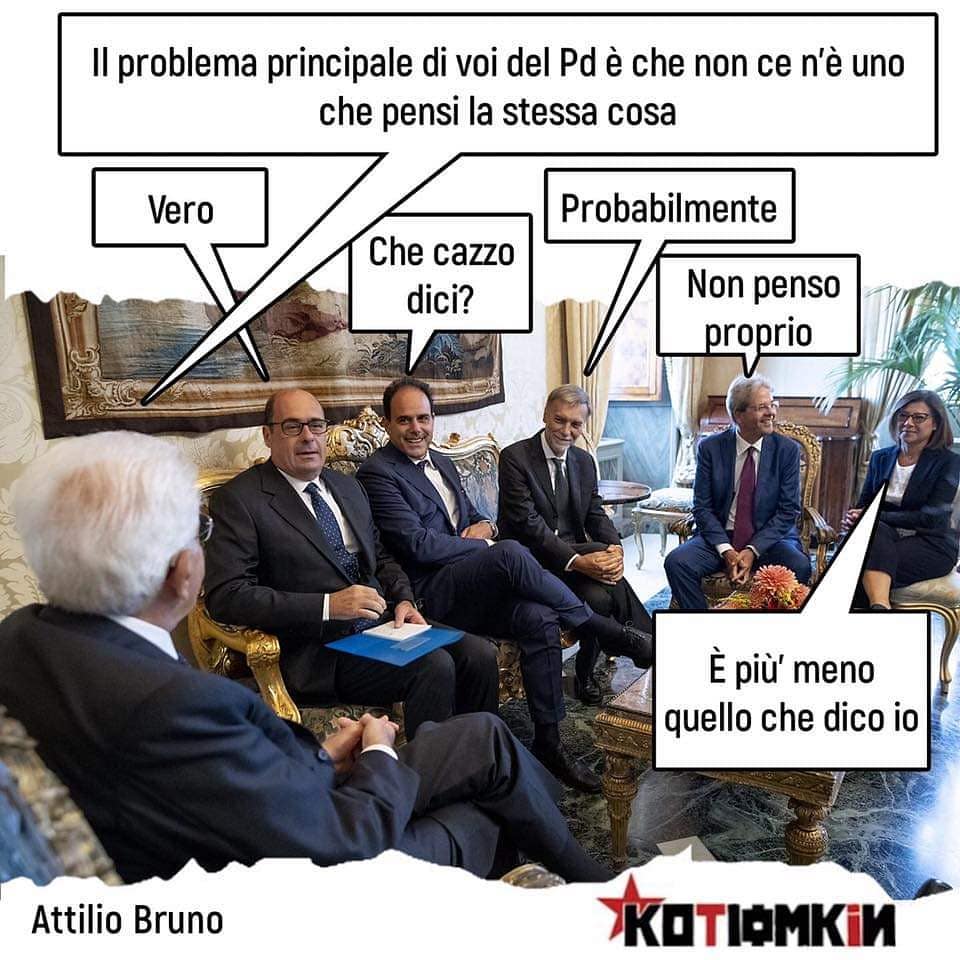 Il problema principale di voi del Pd è che non ce n'è uno
che pensi la stessa cosa
Vero
Che cazzo
dici?
Probabilmente
Non penso
proprio
È più' meno
quello che dico io
Attilio Bruno
KOTIOMKiN